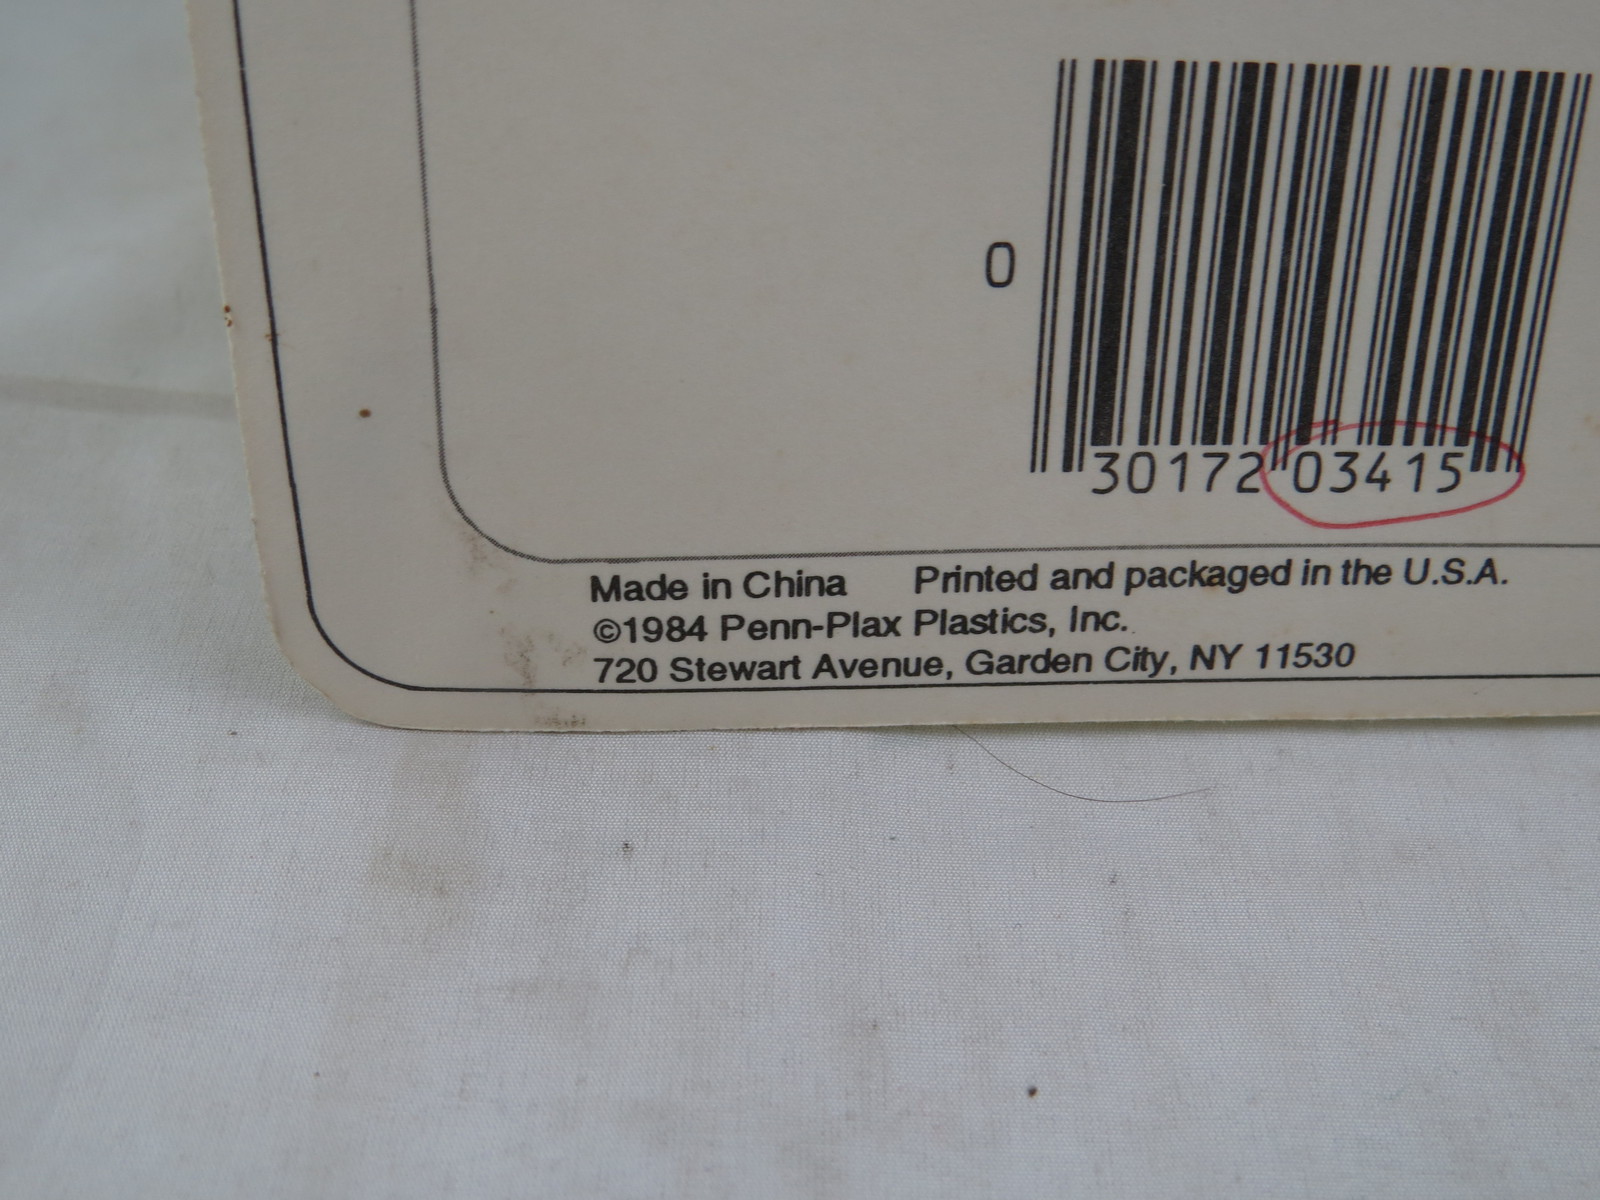 0
30172 03415
Made in China Printed and packaged in the U.S.A.
©1984 Penn-Plax Plastics, Inc.
720 Stewart Avenue, Garden City, NY 11530